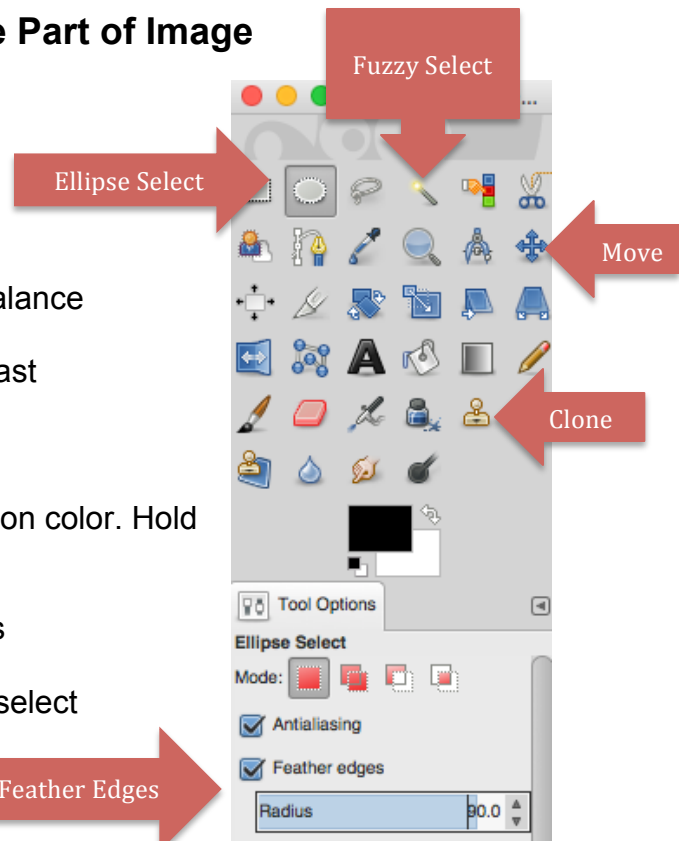 e Part of Image
Fuzzy Select
...
Ellipse Select
Move
alance
ast
Clone
on color. Hold
s
select
Tool Options
Ellipse Select
Mode:
Antialiasing
Feather edges
Feather Edges
Radius 90.0